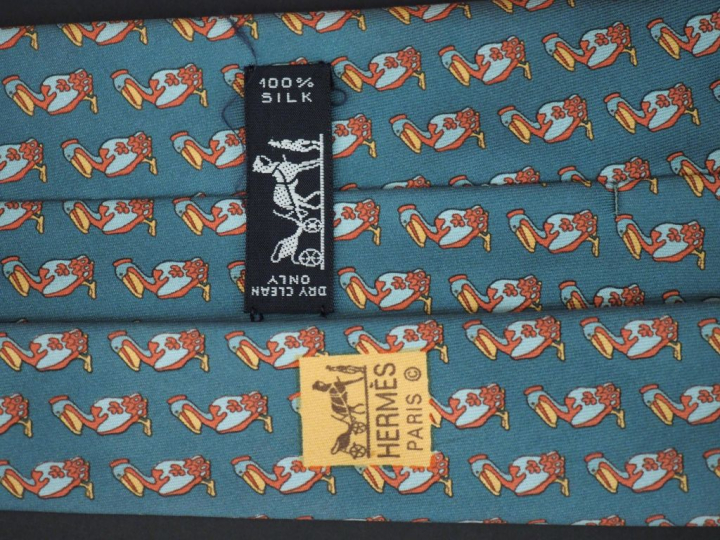 100%
SILK
DRY CLEAN
ONLY
HERMÈS
PARIS ©